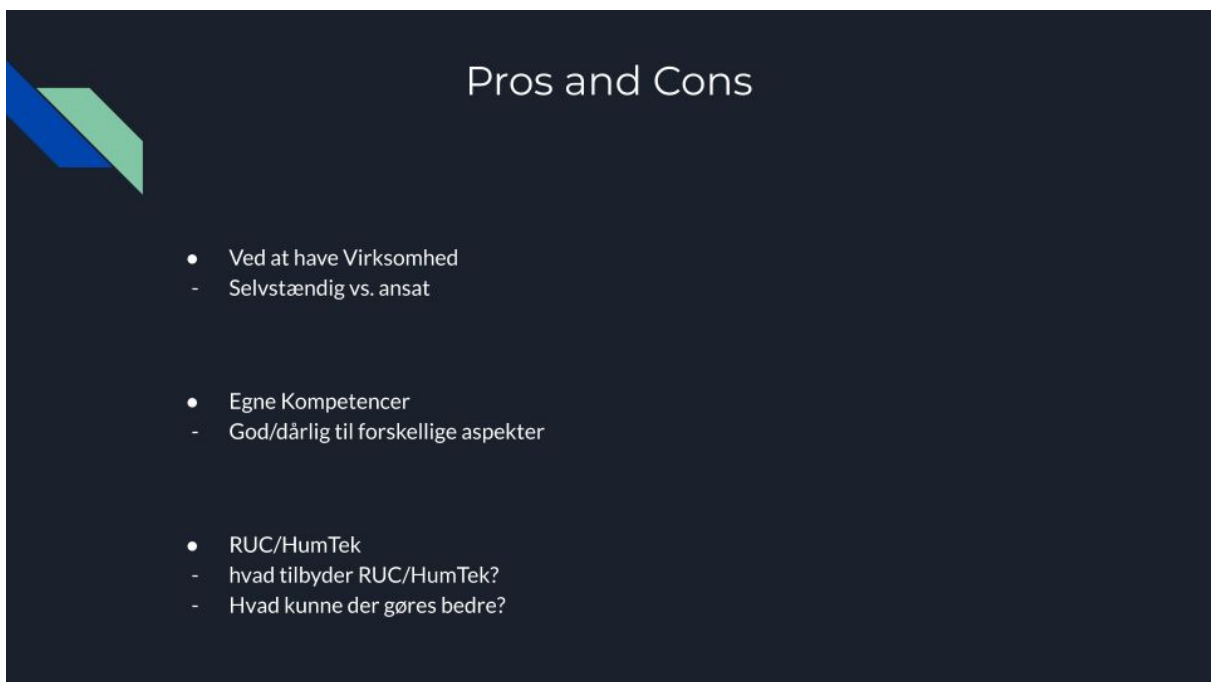 Pros and Cons
● Ved at have Virksomhed
- Selvstændig vs. ansat
● Egne Kompetencer
- God/dårlig til forskellige aspekter
● RUC/HumTek
- hvad tilbyder RUC/HumTek?
- Hvad kunne der gøres bedre?